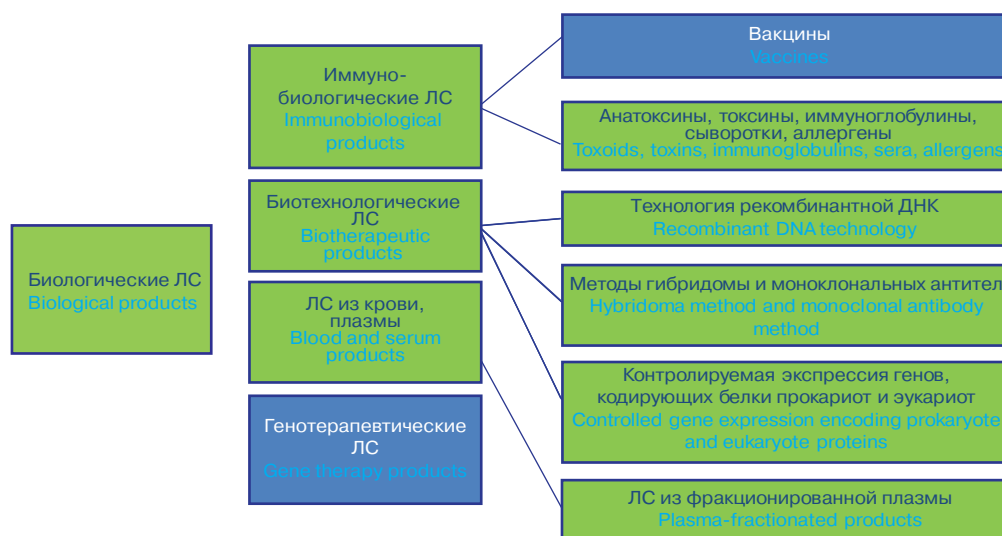 Биологические ЛС
Biological products
Иммуно-
биологические ЛС
Immunobiological
products
Биотехнологические
ЛС
Biotherapeutic
products
ЛС из крови,
плазмы
Blood and serum
products
Генотерапевтические
ЛС
Gene therapy products
Вакцины
Vaccines
Анатоксины, токсины, иммуноглобулины,
сыворотки, аллергены
Toxoids, toxins, immunoglobulins, sera, allergens
Технология рекомбинантной ДНК
Recombinant DNA technology
Методы гибридомы и моноклональных антител
Hybridoma method and monoclonal antibody
method
Контролируемая экспрессия генов,
кодирующих белки прокариот и эукариот
Controlled gene expression encoding prokaryote
and eukaryote proteins
ЛС из фракционированной плазмы
Plasma-fractionated products